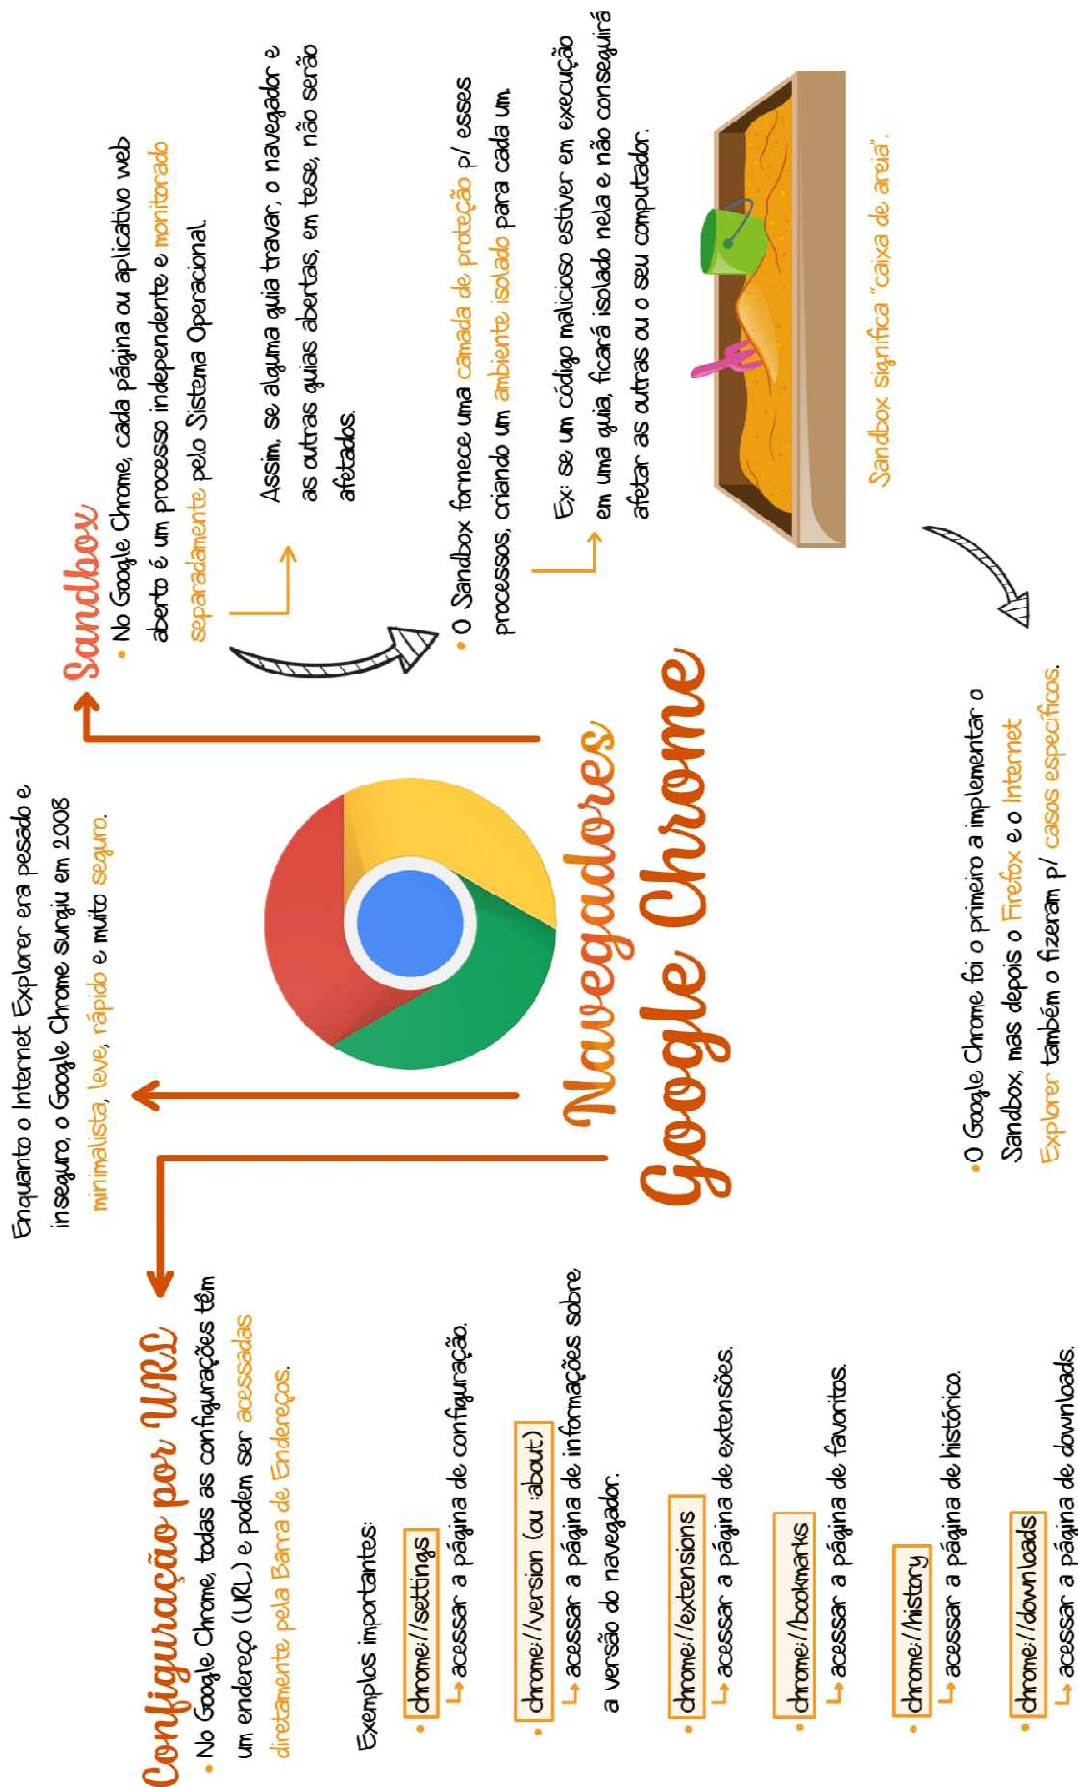 Navegadores
Google Chrome
Enquanto o Internet Explorer era pesado e
inseguro, o Google Chrome surgiu em 2008
minimalista, leve, rápido e muito seguro.
Configuração por URL
• No Google Chrome, todas as configurações têm
um endereço (URL) e podem ser acessadas
diretamente pela Barra de Endereços.
Exemplos importantes:
• chrome://settings
↳ acessar a página de configuração.
• chrome://version (ou :about)
↳ acessar a página de informações sobre
a versão do navegador.
• chrome://extensions
↳ acessar a página de extensões.
• chrome://bookmarks
↳ acessar a página de favoritos.
• chrome://history
↳ acessar a página de histórico.
• chrome://downloads
↳ acessar a página de downloads.
Sandbox
• No Google Chrome, cada página ou aplicativo web
aberto é um processo independente e monitorado
separadamente pelo Sistema Operacional.
Assim, se alguma guia travar, o navegador e
as outras guias abertas, em tese, não serão
afetados.
• O Sandbox fornece uma camada de proteção p/ esses
processos, criando um ambiente isolado para cada um.
Ex: se um código malicioso estiver em execução
em uma guia, ficará isolado nela e não conseguirá
afetar as outras ou o seu computador.
Sandbox significa "caixa de areia".
• O Google Chrome foi o primeiro a implementar o
Sandbox, mas depois o Firefox e o Internet
Explorer também o fizeram p/ casos específicos.